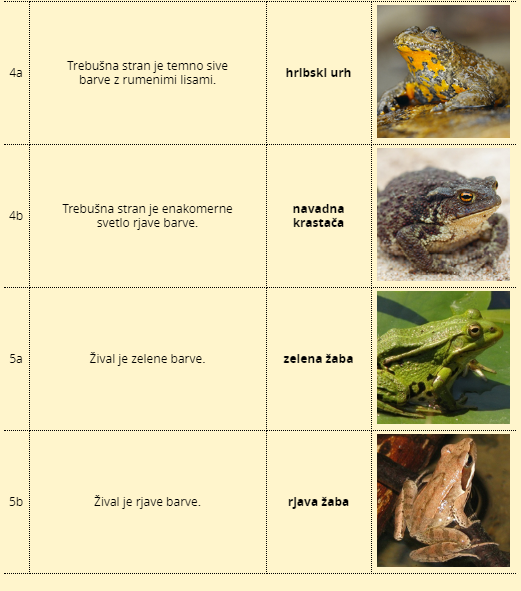 4a
Trebušna stran je temno sive
barve z rumenimi lisami.
hribski urh
4b
Trebušna stran je enakomerne
svetlo rjave barve.
navadna
krastača
5a
Žival je zelene barve.
zelena žaba
5b
Žival je rjave barve.
rjava žaba